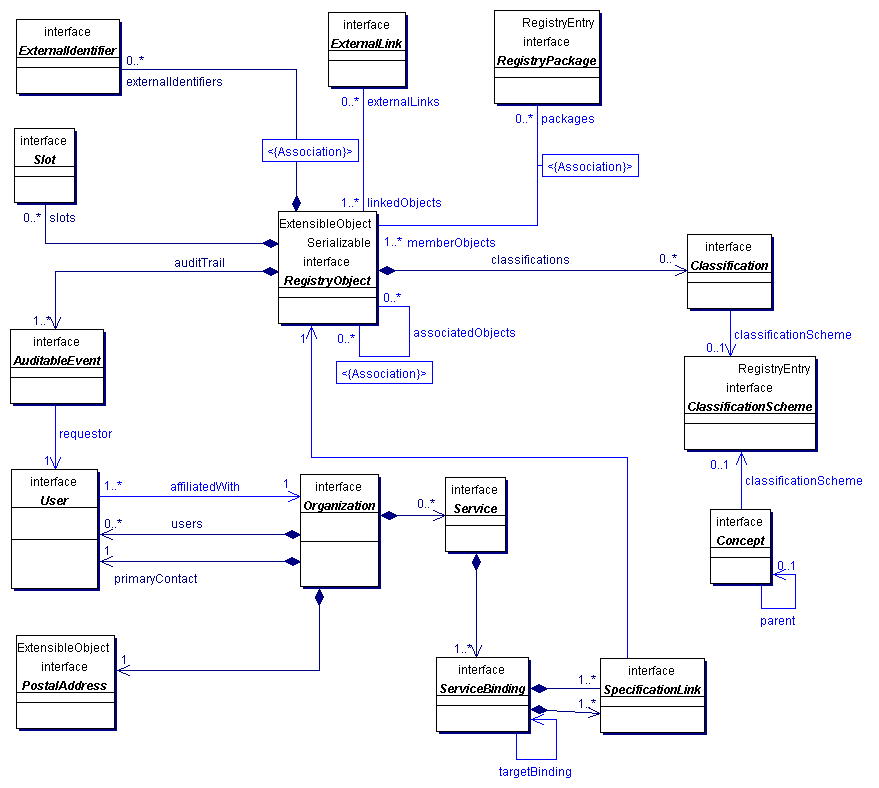 interface
ExternalIdentifier
0..*
externalIdentifiers
interface
ExternalLink
0..*
externalLinks
RegistryEntry
interface
RegistryPackage
0..*
packages
<{Association}>
<{Association}>
interface
Slot
0..*
slots
1..*
linkedObjects
1..*
memberObjects
ExtensibleObject
Serializable
interface
RegistryObject
auditTrail
1..*
classifications
0..*
interface
Classification
classificationScheme
0..1
0..*
associatedObjects
0..*
<{Association}>
1
interface
AuditableEvent
requestor
1
RegistryEntry
interface
ClassificationScheme
0..1
classificationScheme
interface
Concept
0..1
parent
interface
User
1..*
affiliatedWith
1
0..*
users
1
primaryContact
interface
Organization
0..*
interface
Service
1..*
ExtensibleObject
interface
PostalAddress
1
interface
ServiceBinding
1..*
1..*
targetBinding
interface
SpecificationLink